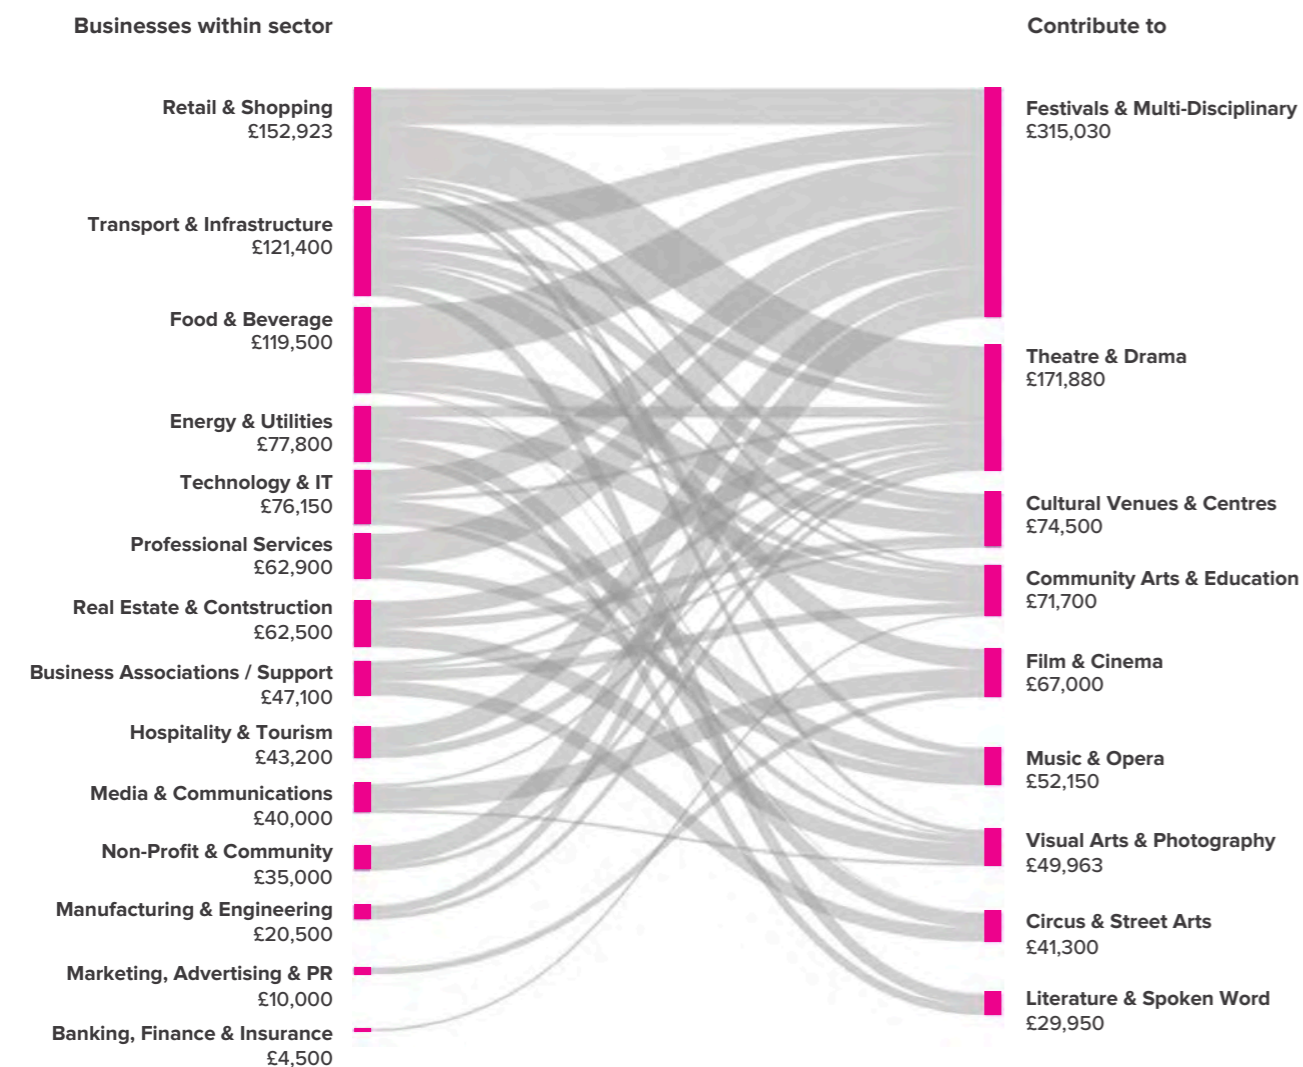 Businesses within sector
Contribute to
Retail & Shopping
£152,923
Transport & Infrastructure
£121,400
Food & Beverage
£119,500
Energy & Utilities
£77,800
Technology & IT
£76,150
Professional Services
£62,900
Real Estate & Contstruction
£62,500
Business Associations / Support
£47,100
Hospitality & Tourism
£43,200
Media & Communications
£40,000
Non-Profit & Community
£35,000
Manufacturing & Engineering
£20,500
Marketing, Advertising & PR
£10,000
Banking, Finance & Insurance
£4,500
Festivals & Multi-Disciplinary
£315,030
Theatre & Drama
£171,880
Cultural Venues & Centres
£74,500
Community Arts & Education
£71,700
Film & Cinema
£67,000
Music & Opera
£52,150
Visual Arts & Photography
£49,963
Circus & Street Arts
£41,300
Literature & Spoken Word
£29,950